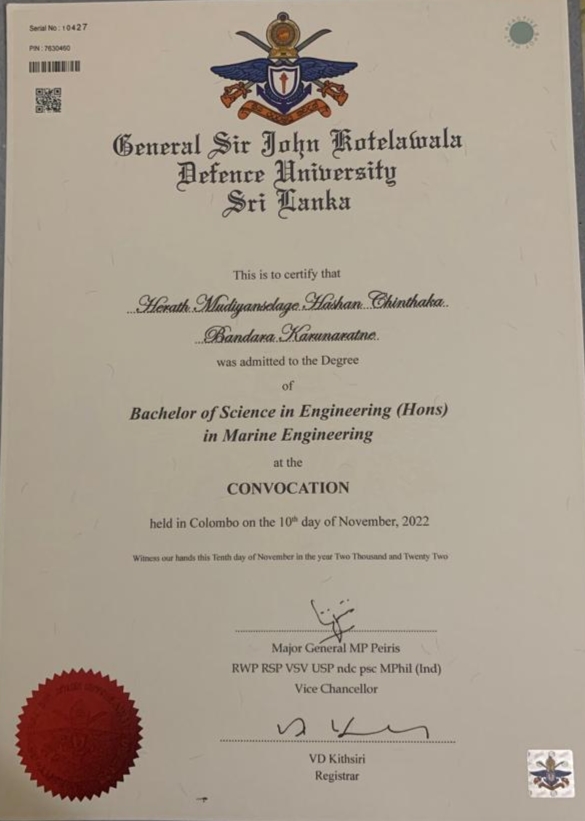 Serial No : 10427
PIN : 7630460
General Sir John Kotelawala
Defence University
Sri Lanka
This is to certify that
Herath Mudiyanselage Hashan Chinthaka
Bandara Karunaratne
was admitted to the Degree
of
Bachelor of Science in Engineering (Hons)
in Marine Engineering
at the
CONVOCATION
held in Colombo on the 10th day of November, 2022
Witness our hands this Tenth day of November in the year Two Thousand and Twenty Two
Major General MP Peiris
RWP RSP VSV USP ndc psc MPhil (Ind)
Vice Chancellor
VD Kithsiri
Registrar